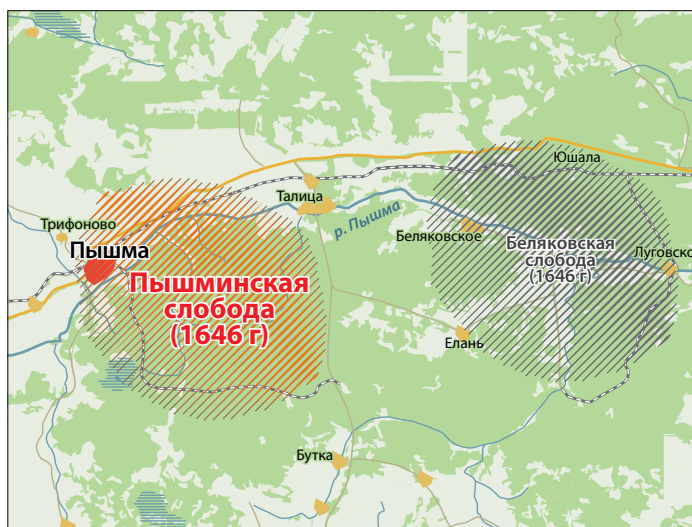 Юшала
Талица
р. Пышма
Трифоново
Беляковское
Пышма
Беляковская
слобода
(1646 г)
Луговско
Пышминская
слобода
(1646 г)
Елань
Бутка